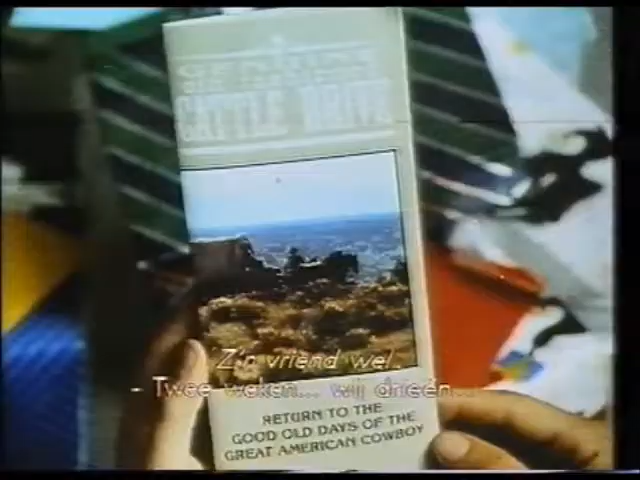 CATTLE DRIVE
Z'n vriend wel.
- Twee weken... wij drieën...
RETURN TO THE
GOOD OLD DAYS OF THE
GREAT AMERICAN COWBOY